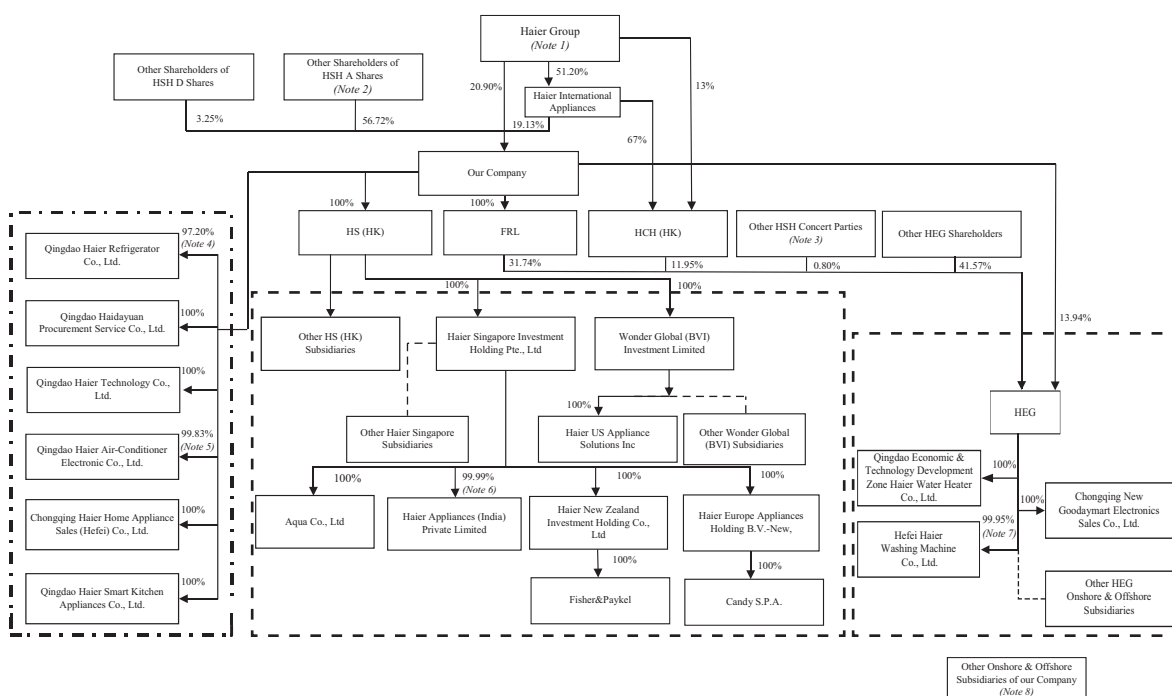 Haier Group
(Note 1)
Other Shareholders of
HSH D Shares
Other Shareholders of
HSH A Shares
(Note 2)
51.20%
20.90%
13%
Haier International
Appliances
3.25%
56.72%
19.13%
67%
Our Company
100%
100%
HS (HK)
FRL
HCH (HK)
Other HSH Concert Parties
(Note 3)
Other HEG Shareholders
31.74%
11.95%
0.80%
41.57%
100%
100%
13.94%
97.20%
(Note 4)
Qingdao Haier Refrigerator
Co., Ltd.
100%
Qingdao Haidayuan
Procurement Service Co., Ltd.
100%
Qingdao Haier Technology Co.,
Ltd.
99.83%
(Note 5)
Qingdao Haier Air-Conditioner
Electronic Co., Ltd.
100%
Chongqing Haier Home Appliance
Sales (Hefei) Co., Ltd.
100%
Qingdao Haier Smart Kitchen
Appliances Co., Ltd.
Other HS (HK)
Subsidiaries
Haier Singapore Investment
Holding Pte., Ltd
Wonder Global (BVI)
Investment Limited
100%
Other Haier Singapore
Subsidiaries
Haier US Appliance
Solutions Inc
Other Wonder Global
(BVI) Subsidiaries
100%
99.99%
(Note 6)
100%
100%
Aqua Co., Ltd
Haier Appliances (India)
Private Limited
Haier New Zealand
Investment Holding Co.,
Ltd
Haier Europe Appliances
Holding B.V.-New,
100%
100%
Fisher&Paykel
Candy S.P.A.
HEG
Qingdao Economic &
Technology Development
Zone Haier Water Heater
Co., Ltd.
100%
100%
Chongqing New
Goodaymart Electronics
Sales Co., Ltd.
99.95%
(Note 7)
Hefei Haier
Washing Machine
Co., Ltd.
Other HEG
Onshore & Offshore
Subsidiaries
Other Onshore & Offshore
Subsidiaries of our Company
(Note 8)